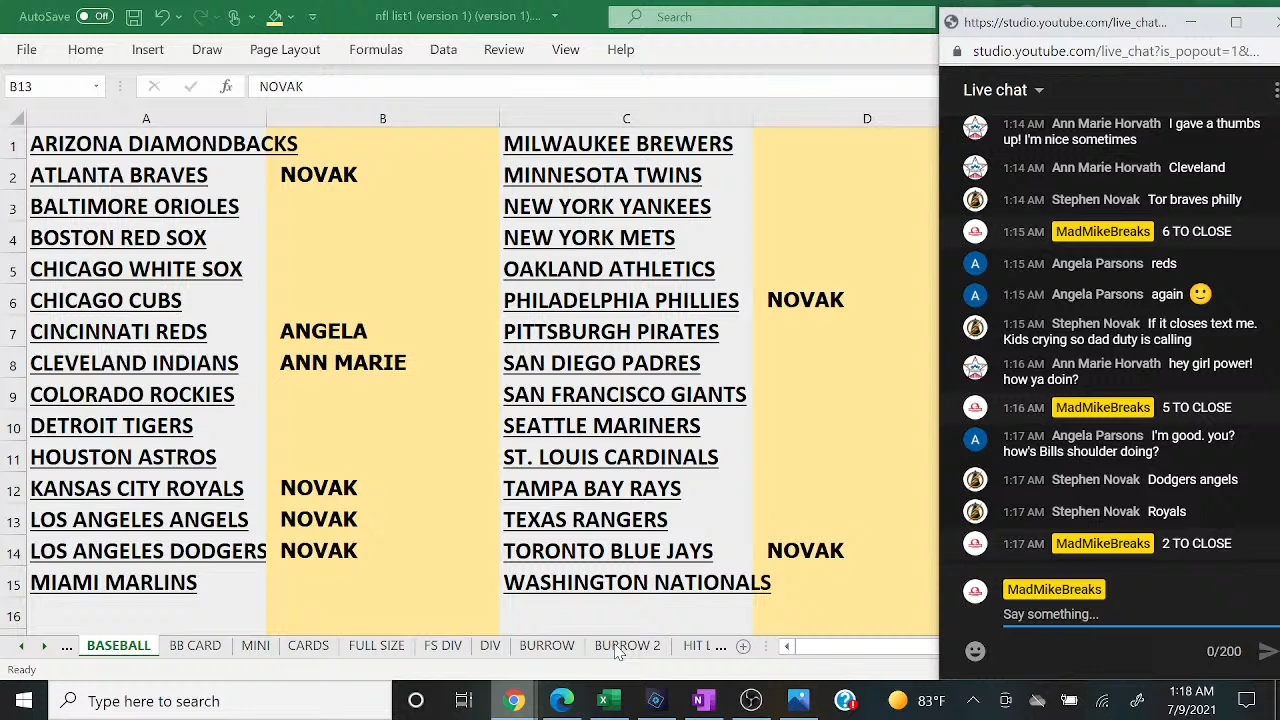 AutoSave Off
nfl list1 (version 1) (version 1)....
Search
File Home Insert Draw Page Layout Formulas Data Review View Help
B13
fx NOVAK
A B C D
1 ARIZONA DIAMONDBACKS MILWAUKEE BREWERS
2 ATLANTA BRAVES NOVAK MINNESOTA TWINS
3 BALTIMORE ORIOLES NEW YORK YANKEES
4 BOSTON RED SOX NEW YORK METS
5 CHICAGO WHITE SOX OAKLAND ATHLETICS
6 CHICAGO CUBS PHILADELPHIA PHILLIES NOVAK
7 CINCINNATI REDS ANGELA PITTSBURGH PIRATES
8 CLEVELAND INDIANS ANN MARIE SAN DIEGO PADRES
9 COLORADO ROCKIES SAN FRANCISCO GIANTS
10 DETROIT TIGERS SEATTLE MARINERS
11 HOUSTON ASTROS ST. LOUIS CARDINALS
12 KANSAS CITY ROYALS NOVAK TAMPA BAY RAYS
13 LOS ANGELES ANGELS NOVAK TEXAS RANGERS
14 LOS ANGELES DODGERS NOVAK TORONTO BLUE JAYS NOVAK
15 MIAMI MARLINS WASHINGTON NATIONALS
16
... BASEBALL BB CARD MINI CARDS FULL SIZE FS DIV DIV BURROW BURROW 2 HIT L ...
Ready
https://studio.youtube.com/live_chat...
studio.youtube.com/live_chat?is_popout=1&...
Live chat
1:14 AM Ann Marie Horvath I gave a thumbs
up! I'm nice sometimes
1:14 AM Ann Marie Horvath Cleveland
1:14 AM Stephen Novak Tor braves philly
1:15 AM MadMikeBreaks 6 TO CLOSE
A 1:15 AM Angela Parsons reds
A 1:15 AM Angela Parsons again 🙂
1:15 AM Stephen Novak If it closes text me.
Kids crying so dad duty is calling
1:16 AM Ann Marie Horvath hey girl power!
how ya doin?
1:16 AM MadMikeBreaks 5 TO CLOSE
A 1:17 AM Angela Parsons I'm good. you?
how's Bills shoulder doing?
1:17 AM Stephen Novak Dodgers angels
1:17 AM Stephen Novak Royals
1:17 AM MadMikeBreaks 2 TO CLOSE
MadMikeBreaks
Say something...
0/200
Type here to search
83°F
1:18 AM
7/9/2021